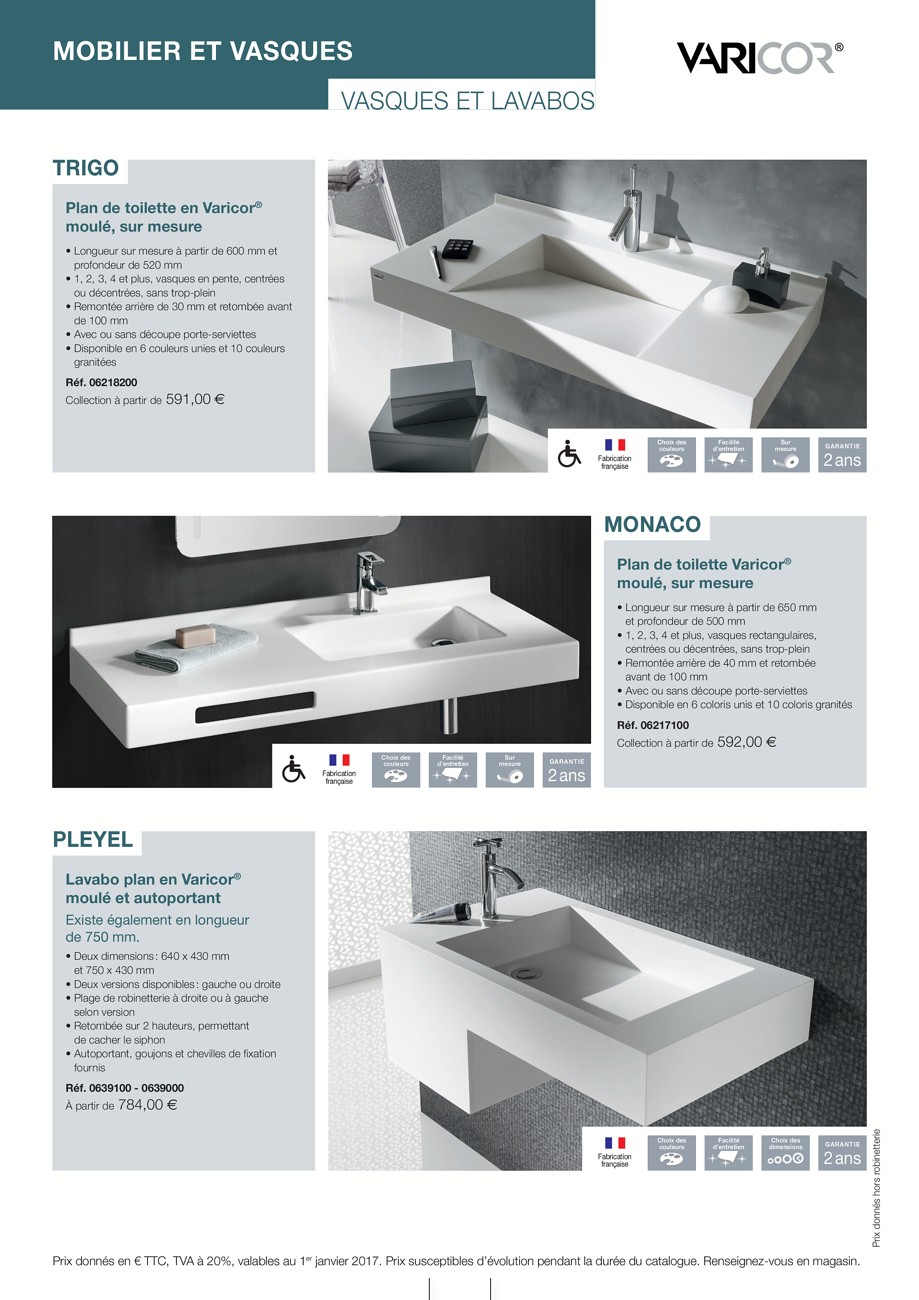 MOBILIER ET VASQUES
VARICOR®
VASQUES ET LAVABOS
TRIGO
Plan de toilette en Varicor®
moulé, sur mesure
• Longueur sur mesure à partir de 600 mm et
profondeur de 520 mm
• 1, 2, 3, 4 et plus, vasques en pente, centrées
ou décentrées, sans trop-plein
• Remontée arrière de 30 mm et retombée avant
de 100 mm
• Avec ou sans découpe porte-serviettes
• Disponible en 6 couleurs unies et 10 couleurs
granitées
Réf. 06218200
Collection à partir de 591,00 €
Fabrication
française
Choix des
couleurs
Facilité
d'entretien
Sur
mesure
GARANTIE
2 ans
MONACO
Plan de toilette Varicor®
moulé, sur mesure
• Longueur sur mesure à partir de 650 mm
et profondeur de 500 mm
• 1, 2, 3, 4 et plus, vasques rectangulaires,
centrées ou décentrées, sans trop-plein
• Remontée arrière de 40 mm et retombée
avant de 100 mm
• Avec ou sans découpe porte-serviettes
• Disponible en 6 coloris unis et 10 coloris granités
Réf. 06217100
Collection à partir de 592,00 €
Fabrication
française
Choix des
couleurs
Facilité
d'entretien
Sur
mesure
GARANTIE
2 ans
PLEYEL
Lavabo plan en Varicor®
moulé et autoportant
Existe également en longueur
de 750 mm.
• Deux dimensions : 640 x 430 mm
et 750 x 430 mm
• Deux versions disponibles : gauche ou droite
• Plage de robinetterie à droite ou à gauche
selon version
• Retombée sur 2 hauteurs, permettant
de cacher le siphon
• Autoportant, goujons et chevilles de fixation
fournis
Réf. 0639100 - 0639000
À partir de 784,00 €
Fabrication
française
Choix des
couleurs
Facilité
d'entretien
Choix des
dimensions
GARANTIE
2 ans
Prix donnés hors robinetterie
Prix donnés en € TTC, TVA à 20%, valables au 1er janvier 2017. Prix susceptibles d'évolution pendant la durée du catalogue. Renseignez-vous en magasin.